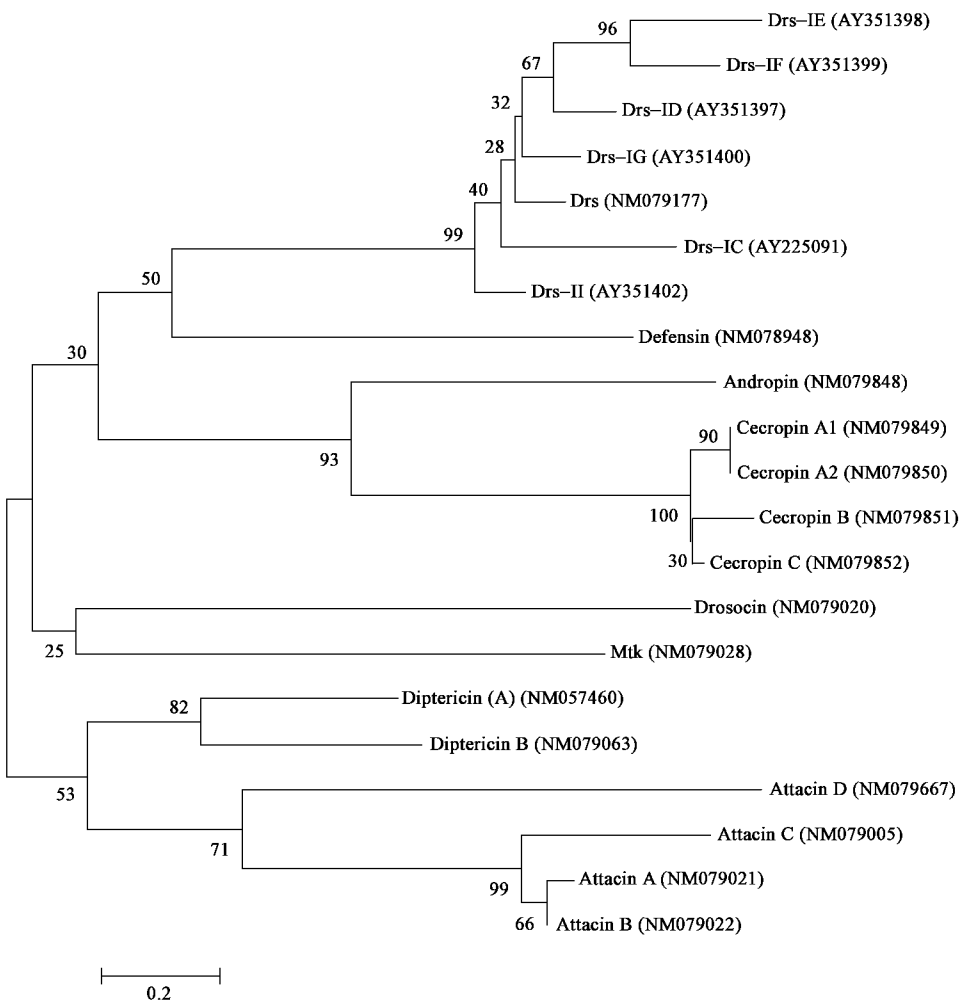 Drs–IE (AY351398)
96
Drs–IF (AY351399)
67
Drs–ID (AY351397)
32
Drs–IG (AY351400)
28
Drs (NM079177)
40
Drs–IC (AY225091)
99
Drs–II (AY351402)
50
Defensin (NM078948)
30
Andropin (NM079848)
93
Cecropin A1 (NM079849)
90
Cecropin A2 (NM079850)
100
Cecropin B (NM079851)
30
Cecropin C (NM079852)
Drosocin (NM079020)
25
Mtk (NM079028)
82
Diptericin (A) (NM057460)
Diptericin B (NM079063)
53
Attacin D (NM079667)
71
Attacin C (NM079005)
99
Attacin A (NM079021)
66
Attacin B (NM079022)
0.2